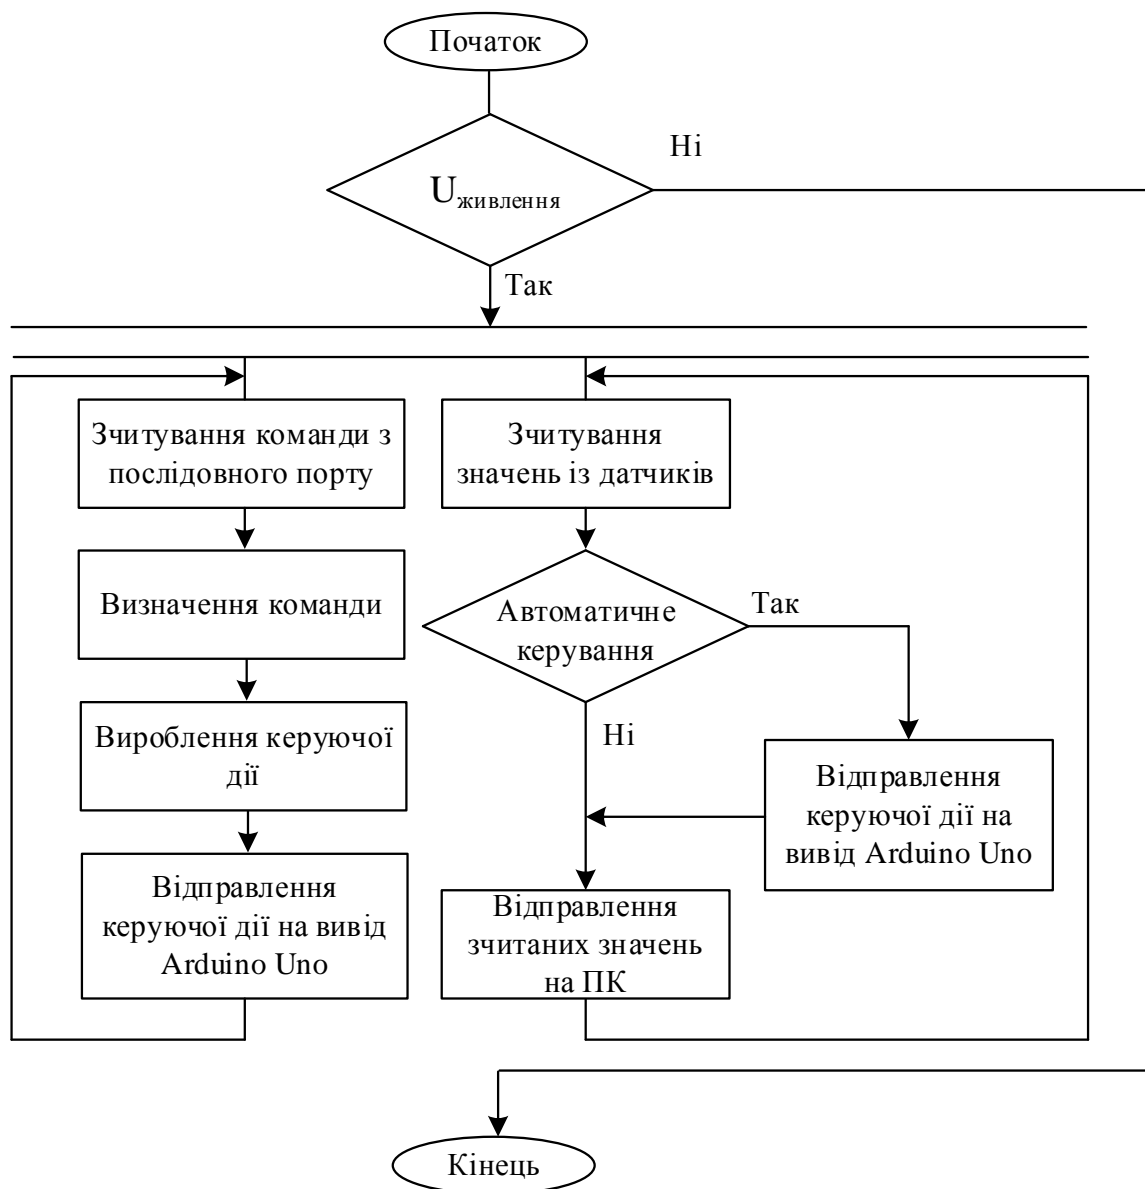 Початок
Ні
Uживлення
Так
Зчитування команди з
послідовного порту
Визначення команди
Вироблення керуючої
дії
Відправлення
керуючої дії на вивід
Arduino Uno
Зчитування
значень із датчиків
Автоматичне
керування
Так
Ні
Відправлення
керуючої дії на
вивід Arduino Uno
Відправлення
зчитаних значень
на ПК
Кінець